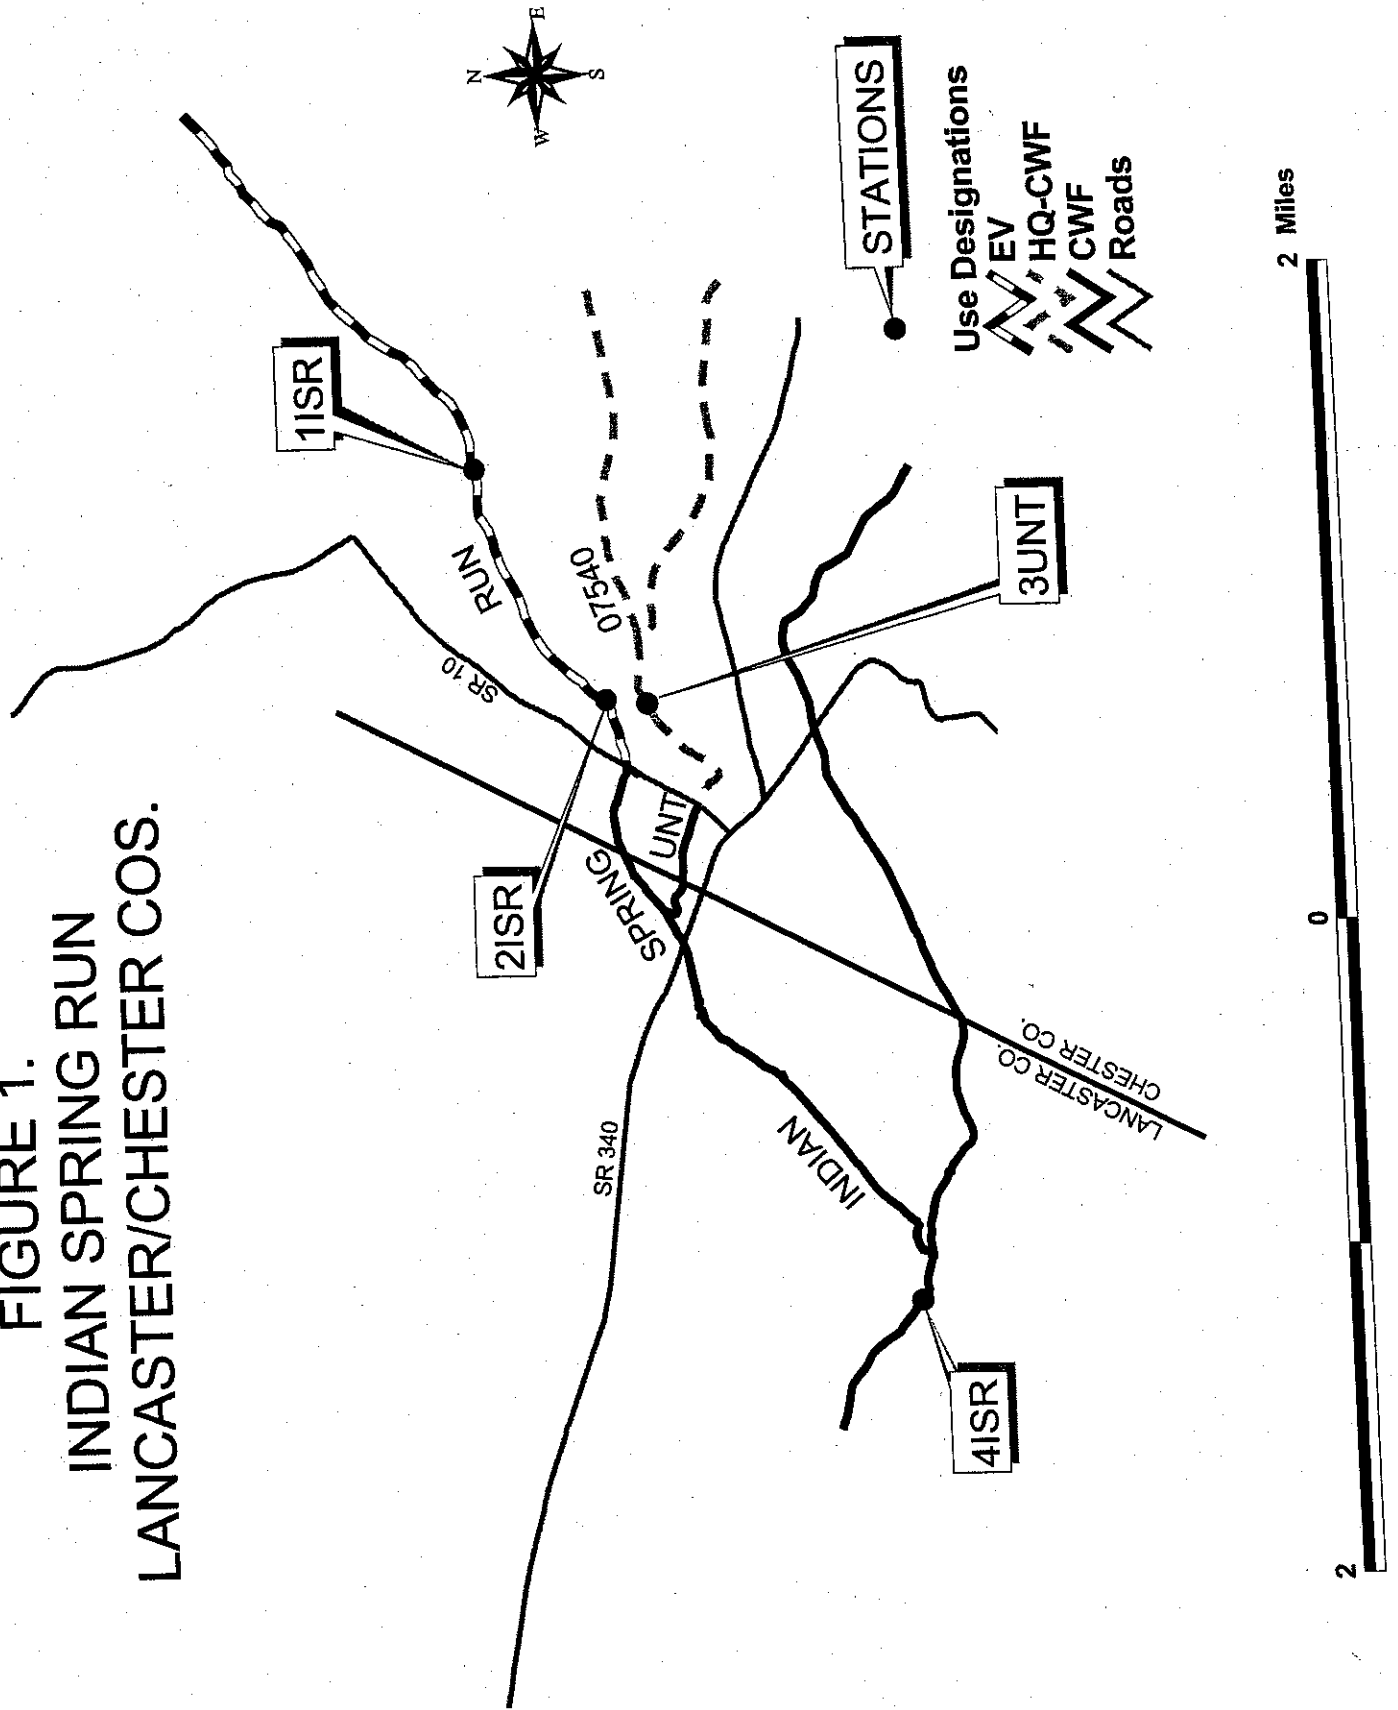 FIGURE 1.
INDIAN SPRING RUN
LANCASTER/CHESTER COS.
N
E
S
W
1ISR
RUN
07540
SR 10
2ISR
UNT
SPRING
3UNT
SR 340
INDIAN
LANCASTER CO.
CHESTER CO.
4ISR
STATIONS
Use Designations
EV
HQ-CWF
CWF
Roads
2 0 2 Miles